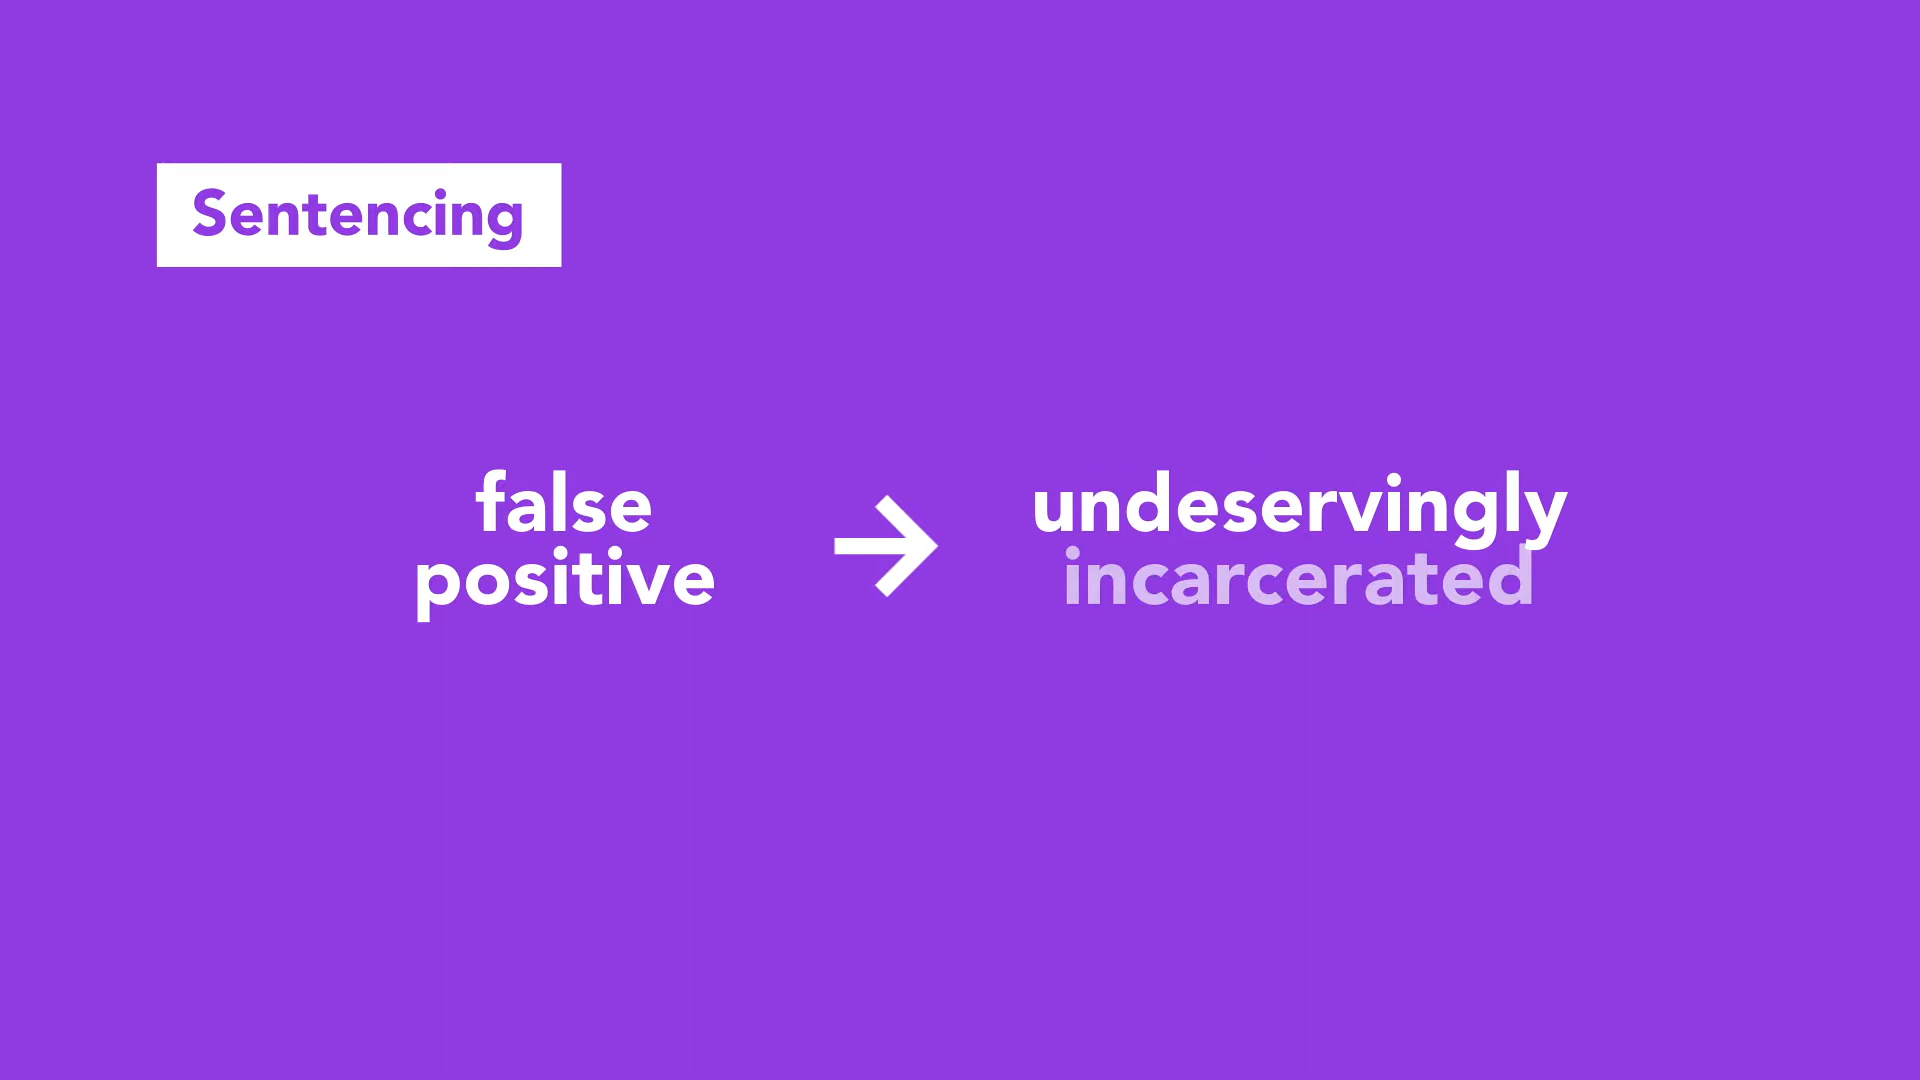 Sentencing
false
positive
undeservingly
incarcerated